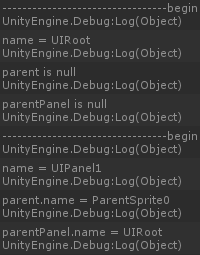 ---------------------------------begin
UnityEngine.Debug:Log(Object)
name = UIRoot
UnityEngine.Debug:Log(Object)
parent is null
UnityEngine.Debug:Log(Object)
parentPanel is null
UnityEngine.Debug:Log(Object)
---------------------------------begin
UnityEngine.Debug:Log(Object)
name = UIPanel1
UnityEngine.Debug:Log(Object)
parent.name = ParentSprite0
UnityEngine.Debug:Log(Object)
parentPanel.name = UIRoot
UnityEngine.Debug:Log(Object)